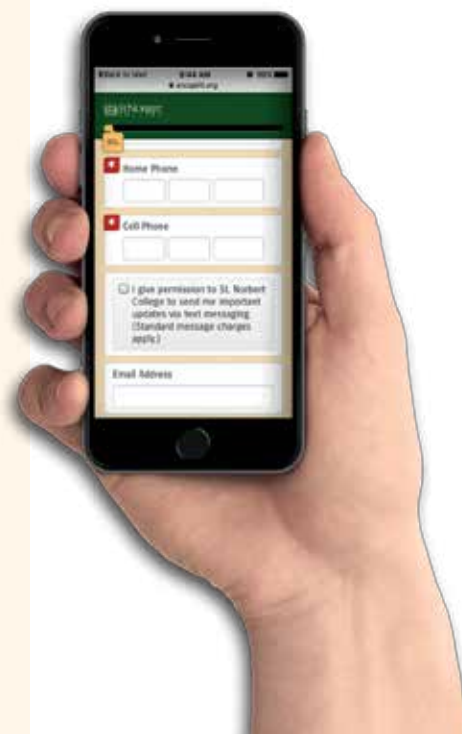 Home Phone
Cell Phone
I give permission to St. Norbert
College to send me important
updates via text messaging
(Standard message charges
apply.)
Email Address